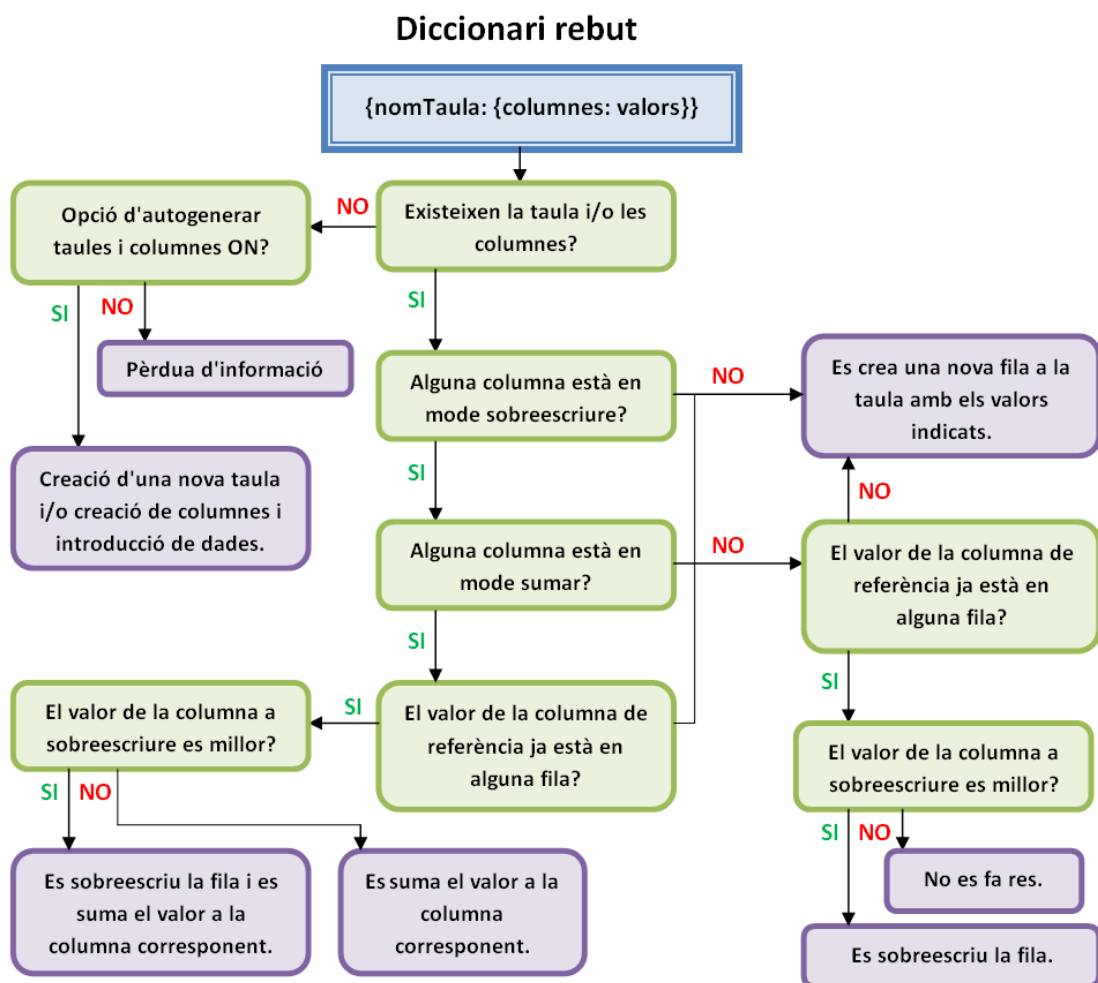 Diccionari rebut
{nomTaula: {columnes: valors}}
Opció d'autogenerar
taules i columnes ON?
NO
Existeixen la taula i/o les
columnes?
SI
NO
SI
Pèrdua d'informació
Alguna columna està en
mode sobreescriure?
NO
Es crea una nova fila a la
taula amb els valors
indicats.
Creació d'una nova taula
i/o creació de columnes i
introducció de dades.
SI
NO
Alguna columna està en
mode sumar?
NO
El valor de la columna de
referència ja està en
alguna fila?
SI
SI
El valor de la columna a
sobreescriure es millor?
SI
El valor de la columna de
referència ja està en
alguna fila?
El valor de la columna a
sobreescriure es millor?
SI
NO
SI
NO
Es sobreescriu la fila i es
suma el valor a la
columna corresponent.
Es suma el valor a la
columna
corresponent.
No es fa res.
Es sobreescriu la fila.